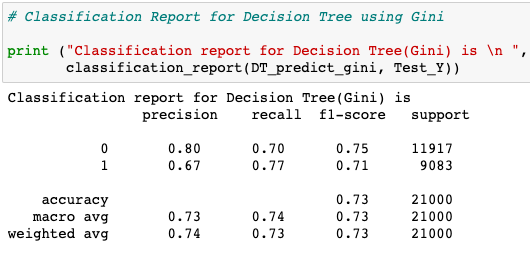 # Classification Report for Decision Tree using Gini
print ("Classification report for Decision Tree(Gini) is \n ",
classification_report(DT_predict_gini, Test_Y))
Classification report for Decision Tree(Gini) is
precision recall f1-score support
0 0.80 0.70 0.75 11917
1 0.67 0.77 0.71 9083
accuracy 0.73 21000
macro avg 0.73 0.74 0.73 21000
weighted avg 0.74 0.73 0.73 21000